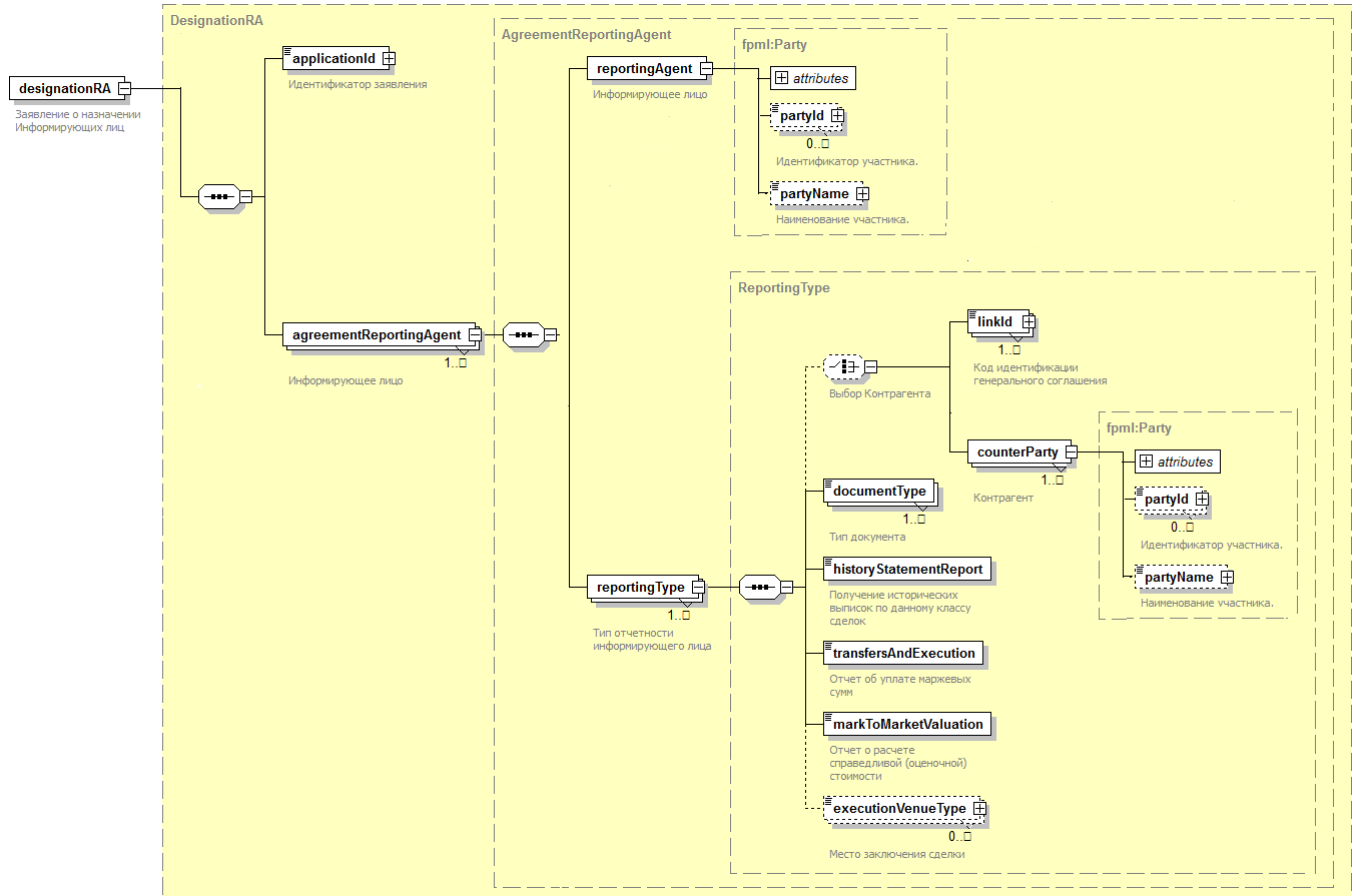 DesignationRA
AgreementReportingAgent
fpml:Party
applicationId
Идентификатор заявления
reportingAgent
Информирующее лицо
attributes
designationRA
Заявление о назначении
Информирующих лиц
partyId
0..□
Идентификатор участника.
partyName
Наименование участника.
ReportingType
agreementReportingAgent
1..□
Информирующее лицо
linkId
1..□
Код идентификации
генерального соглашения
Выбор Контрагента
fpml:Party
counterParty
1..□
Контрагент
attributes
partyId
0..□
Идентификатор участника.
partyName
Наименование участника.
documentType
1..□
Тип документа
historyStatementReport
Получение исторических
выписок по данному классу
сделок
reportingType
1..□
Тип отчетности
информирующего лица
transfersAndExecution
Отчет об уплате маржевых
сумм
markToMarketValuation
Отчет о расчете
справедливой (оценочной)
стоимости
executionVenueType
0..□
Место заключения сделки